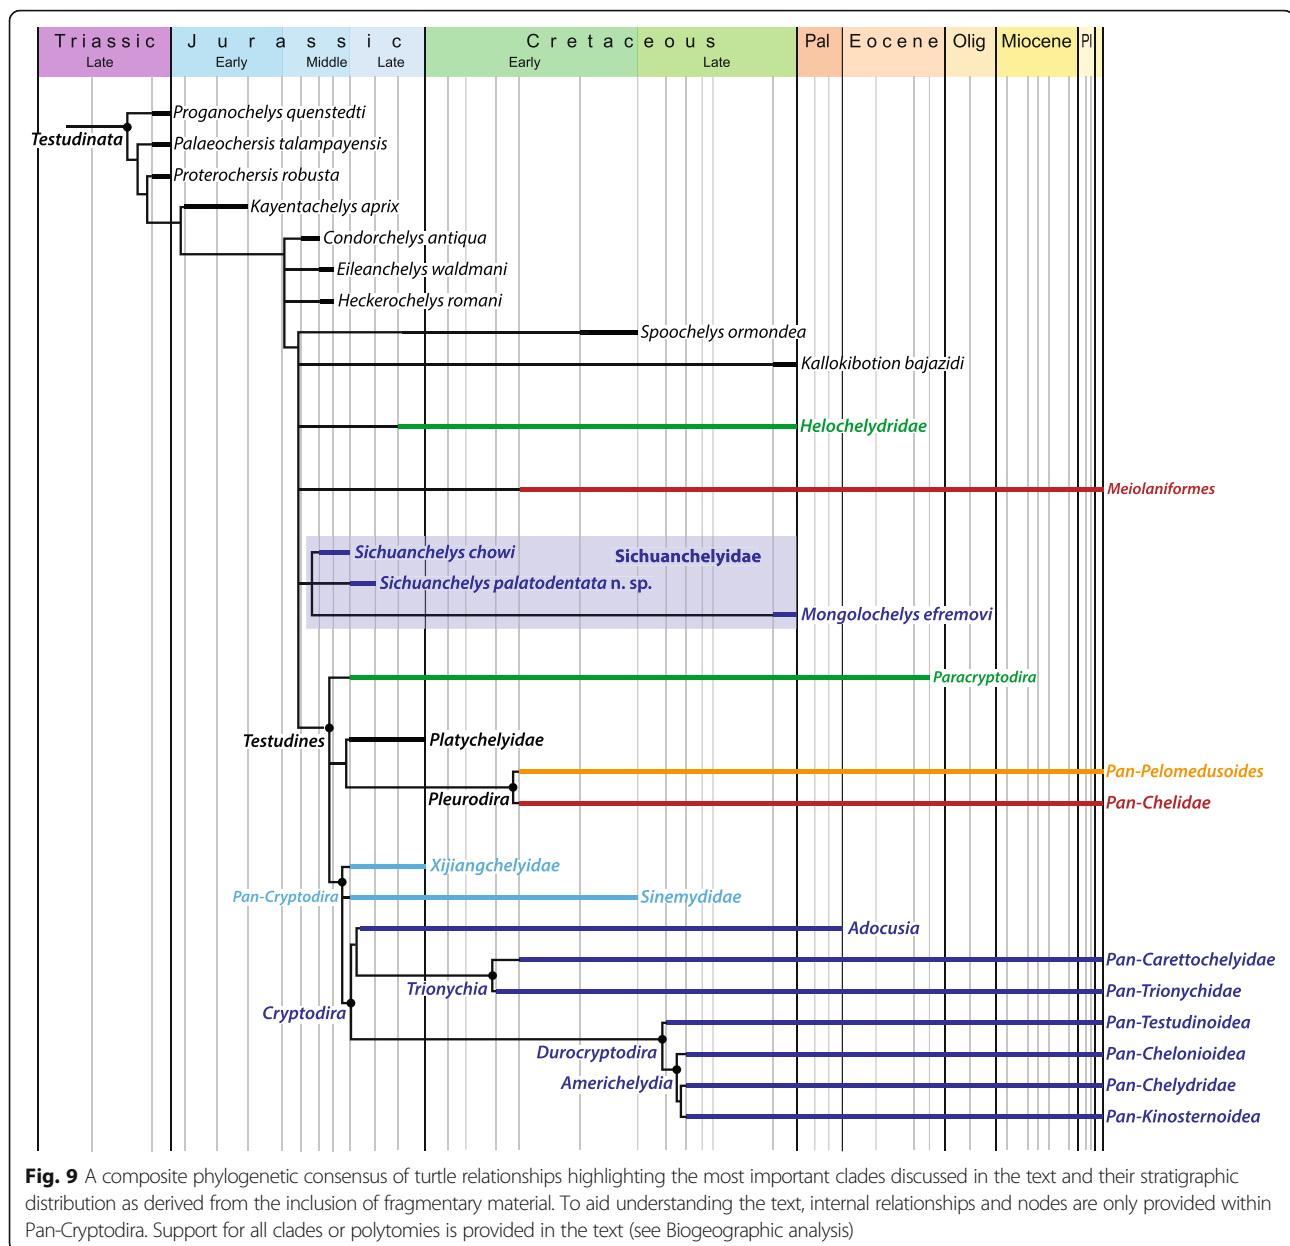 Triassic Jurassic Cretaceous Pal Eocene Olig Miocene Pl
Late Early Middle Late Early Late
Proganochelys quenstedti
Testudinata
Palaeochersis talampayensis
Proterochersis robusta
Kayentachelys aprix
Condorchelys antiqua
Eileanchelys waldmani
Heckerochelys romani
Spoochelys ormondea
Kallokibotion bajazidi
Helochelydridae
Meiolaniformes
Sichuanchelys chowi
Sichuanchelyidae
Sichuanchelys palatodentata n. sp.
Mongolochelys efremovi
Paracryptodira
Testudines
Platychelyidae
Pan-Pelomedusoides
Pleurodira
Pan-Chelidae
Xijiangchelyidae
Pan-Cryptodira
Sinemydidae
Adocusia
Pan-Carettochelyidae
Trionychia
Pan-Trionychidae
Cryptodira
Pan-Testudinoidea
Durocryptodira
Pan-Chelonioidea
Americhelydia
Pan-Chelydridae
Pan-Kinosternoidea
Fig. 9 A composite phylogenetic consensus of turtle relationships highlighting the most important clades discussed in the text and their stratigraphic
distribution as derived from the inclusion of fragmentary material. To aid understanding the text, internal relationships and nodes are only provided within
Pan-Cryptodira. Support for all clades or polytomies is provided in the text (see Biogeographic analysis)